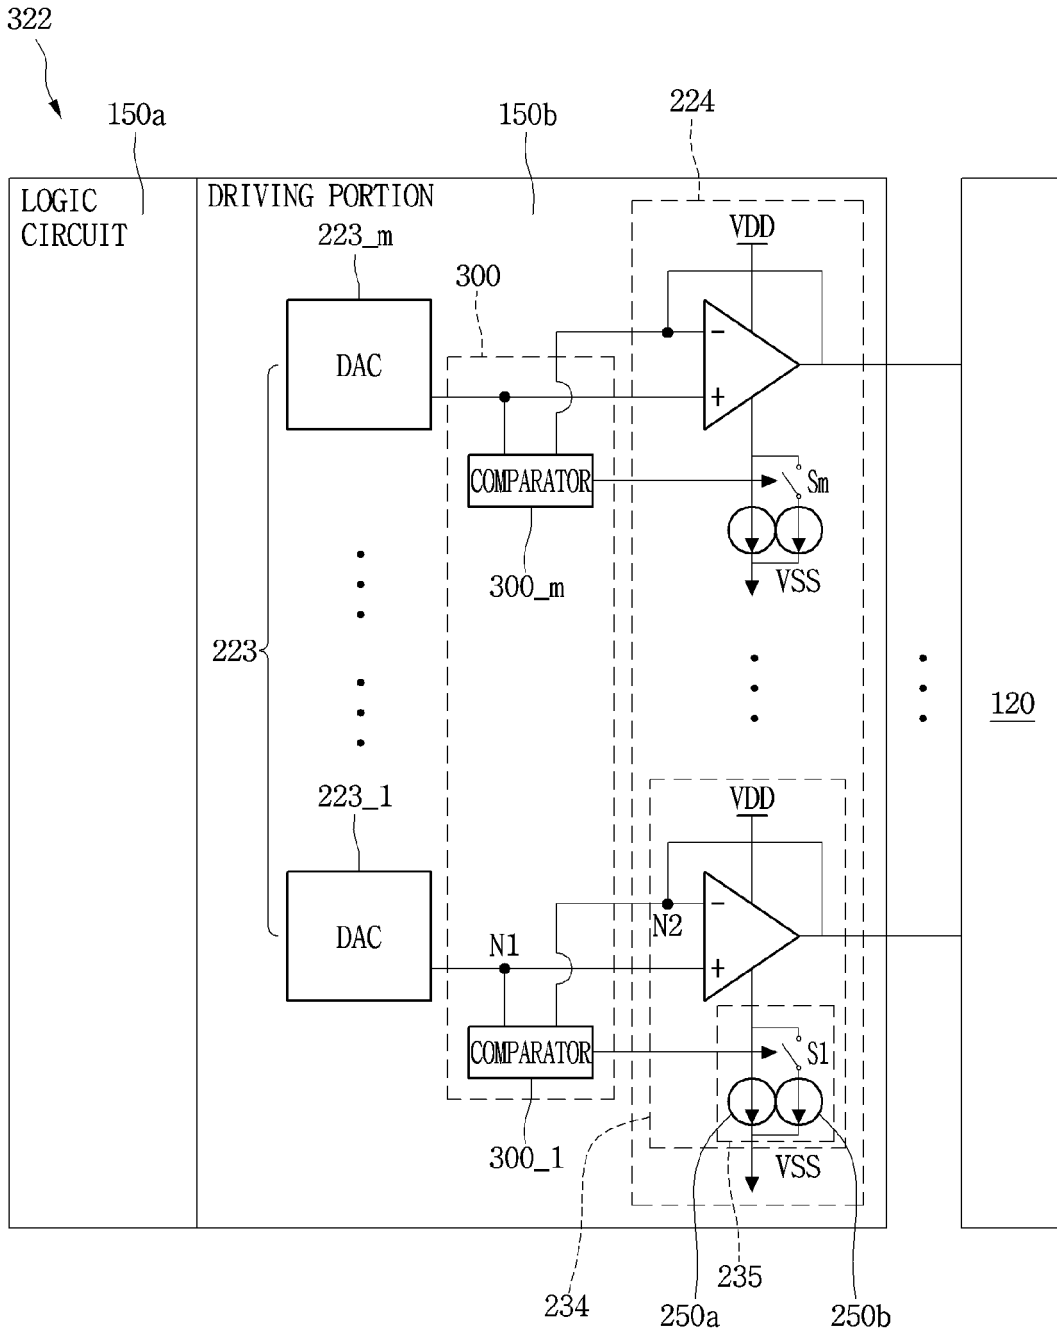 322
150a
150b
224
LOGIC
CIRCUIT
DRIVING PORTION
223_m
300
VDD
DAC
−
+
COMPARATOR
Sm
300_m
VSS
223
120
223_1
VDD
DAC
N1
N2
−
+
COMPARATOR
S1
300_1
VSS
234
235
250a
250b